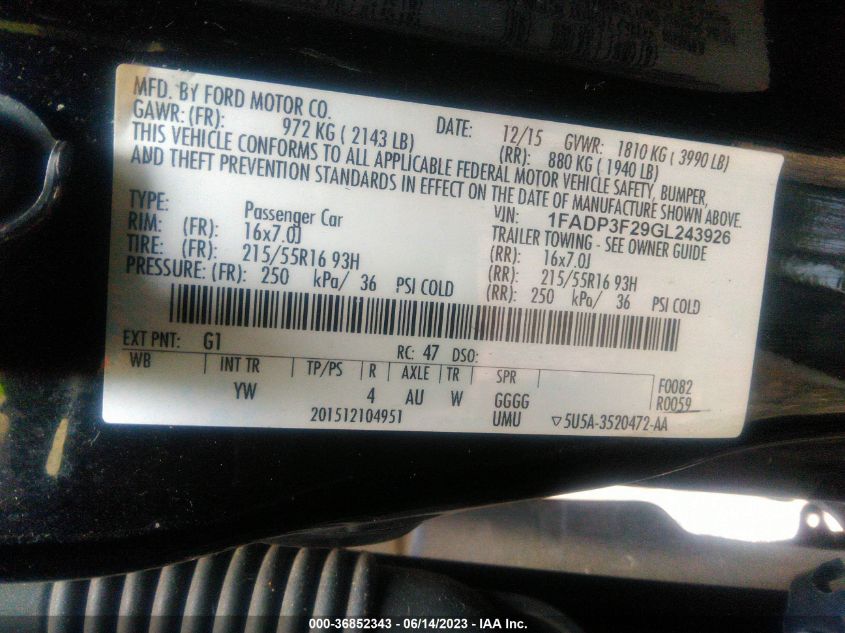 MFD. BY FORD MOTOR CO.
DATE: 12/15 GVWR: 1810 KG ( 3990 LB)
GAWR: (FR): 972 KG ( 2143 LB) (RR): 880 KG ( 1940 LB)
THIS VEHICLE CONFORMS TO ALL APPLICABLE FEDERAL MOTOR VEHICLE SAFETY, BUMPER,
AND THEFT PREVENTION STANDARDS IN EFFECT ON THE DATE OF MANUFACTURE SHOWN ABOVE.
VIN: 1FADP3F29GL243926
TYPE: Passenger Car TRAILER TOWING - SEE OWNER GUIDE
RIM: (FR): 16x7.0J (RR): 16x7.0J
TIRE: (FR): 215/55R16 93H (RR): 215/55R16 93H
PRESSURE: (FR): 250 kPa/ 36 PSI COLD (RR): 250 kPa/ 36 PSI COLD
EXT PNT: G1 RC: 47 DSO:
WB INT TR TP/PS R AXLE TR SPR F0082
YW 4 AU W GGGG R0059
201512104951 UMU ▽5U5A-3520472-AA
000-36852343 - 06/14/2023 - IAA Inc.